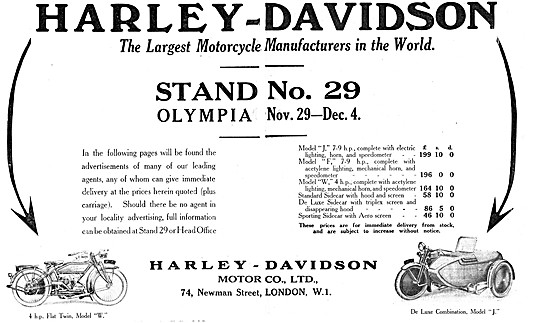 HARLEY-DAVIDSON
The Largest Motorcycle Manufacturers in the World.
STAND No. 29
OLYMPIA Nov. 29—Dec. 4.
In the following pages will be found the
advertisements of many of our leading
agents, any of whom can give immediate
delivery at the prices herein quoted (plus
carriage). Should there be no agent in
your locality advertising, full information
can be obtained at Stand 29 or Head Office
£ s. d.
Model "J," 7-9 h.p., complete with electric
lighting, horn, and speedometer - - 199 10 0
Model "F," 7-9 h.p., complete with
acetylene lighting, mechanical horn, and
speedometer - - - - - 196 0 0
Model "W," 4 h.p., complete with acetylene
lighting, mechanical horn, and speedometer 164 10 0
Standard Sidecar with hood and screen - 58 10 0
De Luxe Sidecar with triplex screen and
disappearing hood - - - - 86 5 0
Sporting Sidecar with Aero screen - - 46 10 0
These prices are for immediate delivery from stock,
and are subject to increase without notice.
HARLEY-DAVIDSON
MOTOR CO., LTD.,
74, Newman Street, LONDON, W.1.
4 h.p. Flat Twin, Model "W."
De Luxe Combination, Model "J."